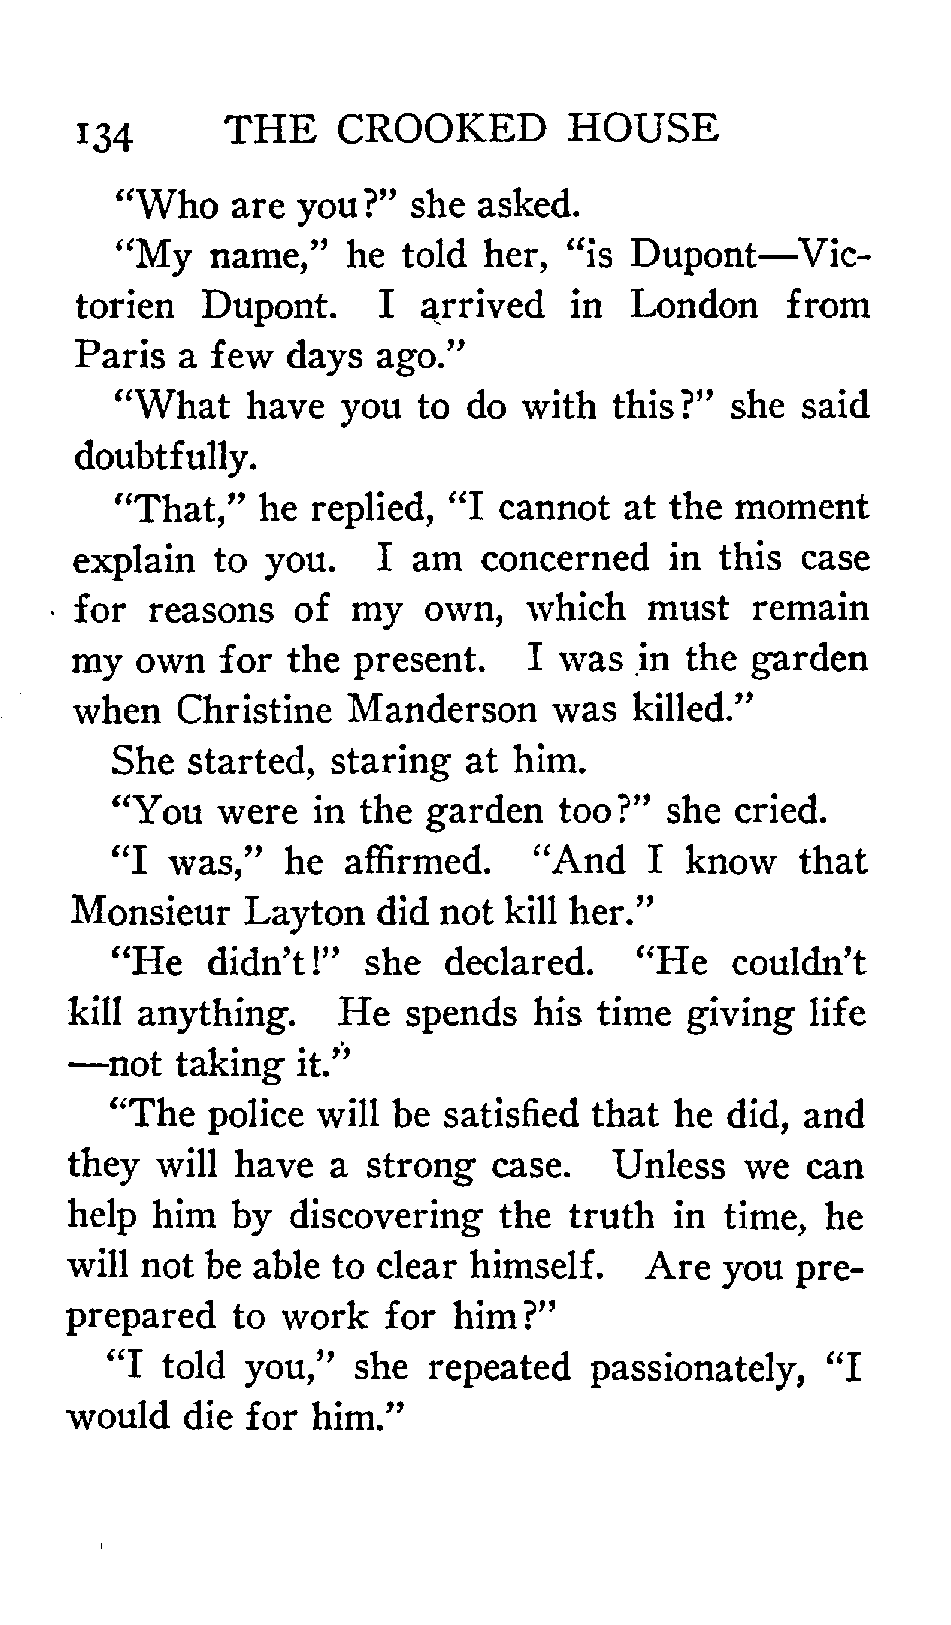 134 THE CROOKED HOUSE
"Who are you?" she asked.
"My name," he told her, "is Dupont—Vic-
torien Dupont. I arrived in London from
Paris a few days ago."
"What have you to do with this?" she said
doubtfully.
"That," he replied, "I cannot at the moment
explain to you. I am concerned in this case
for reasons of my own, which must remain
my own for the present. I was in the garden
when Christine Manderson was killed."
She started, staring at him.
"You were in the garden too?" she cried.
"I was," he affirmed. "And I know that
Monsieur Layton did not kill her."
"He didn't!" she declared. "He couldn't
kill anything. He spends his time giving life
—not taking it."
"The police will be satisfied that he did, and
they will have a strong case. Unless we can
help him by discovering the truth in time, he
will not be able to clear himself. Are you pre-
prepared to work for him?"
"I told you," she repeated passionately, "I
would die for him."